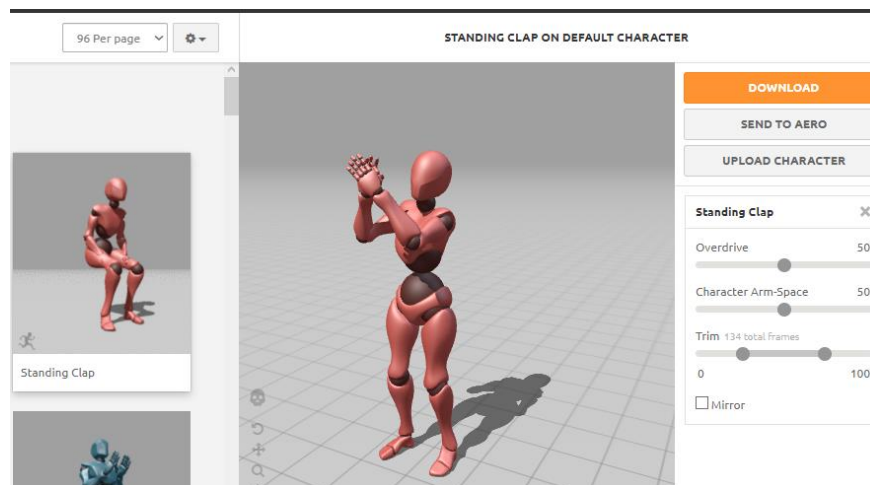 96 Per page
STANDING CLAP ON DEFAULT CHARACTER
Standing Clap
DOWNLOAD
SEND TO AERO
UPLOAD CHARACTER
Standing Clap
Overdrive 50
Character Arm-Space 50
Trim 134 total frames
0 100
Mirror